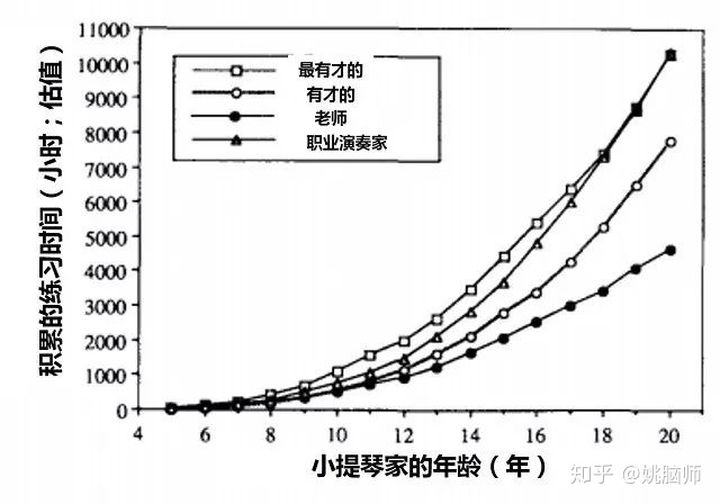 11000
10000
9000
8000
7000
6000
5000
4000
3000
2000
1000
0
积累的练习时间（小时；估值）
最有才的
有才的
老师
职业演奏家
4 6 8 10 12 14 16 18 20
小提琴家的年龄（年）
知乎 @姚脑师